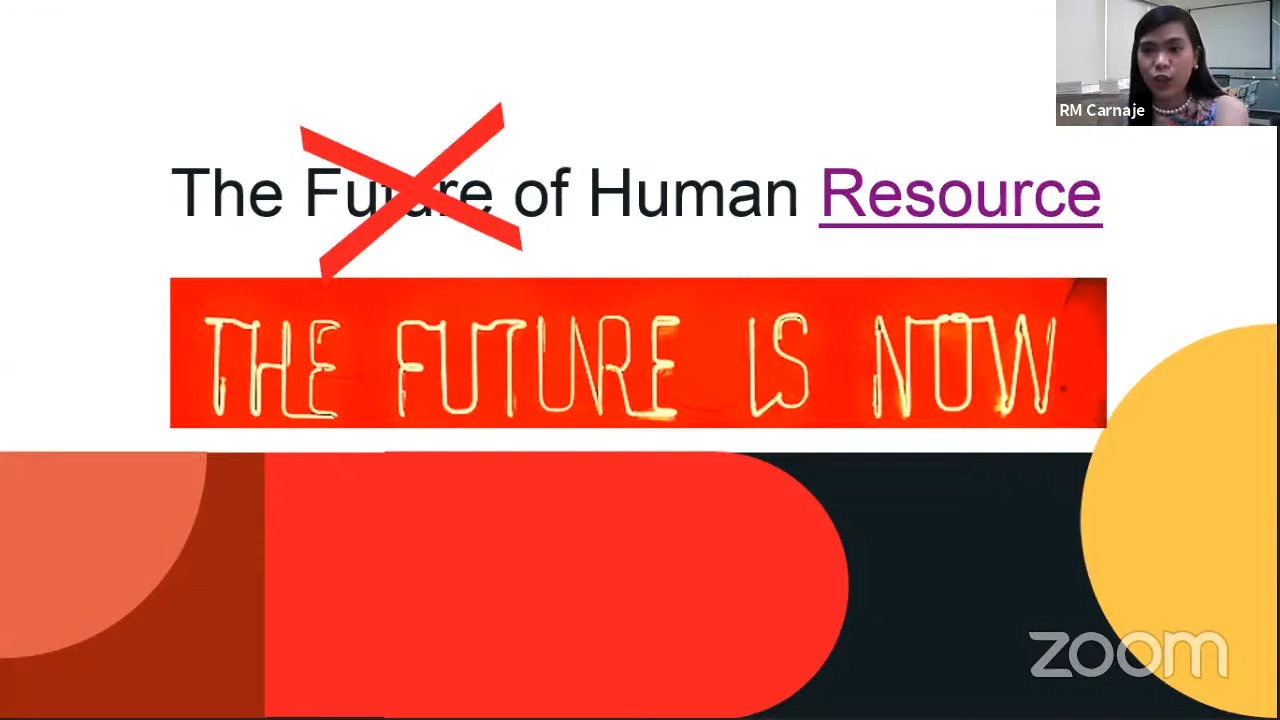 RM Carnaje
The Future of Human Resource
THE FUTURE IS NOW
zoom